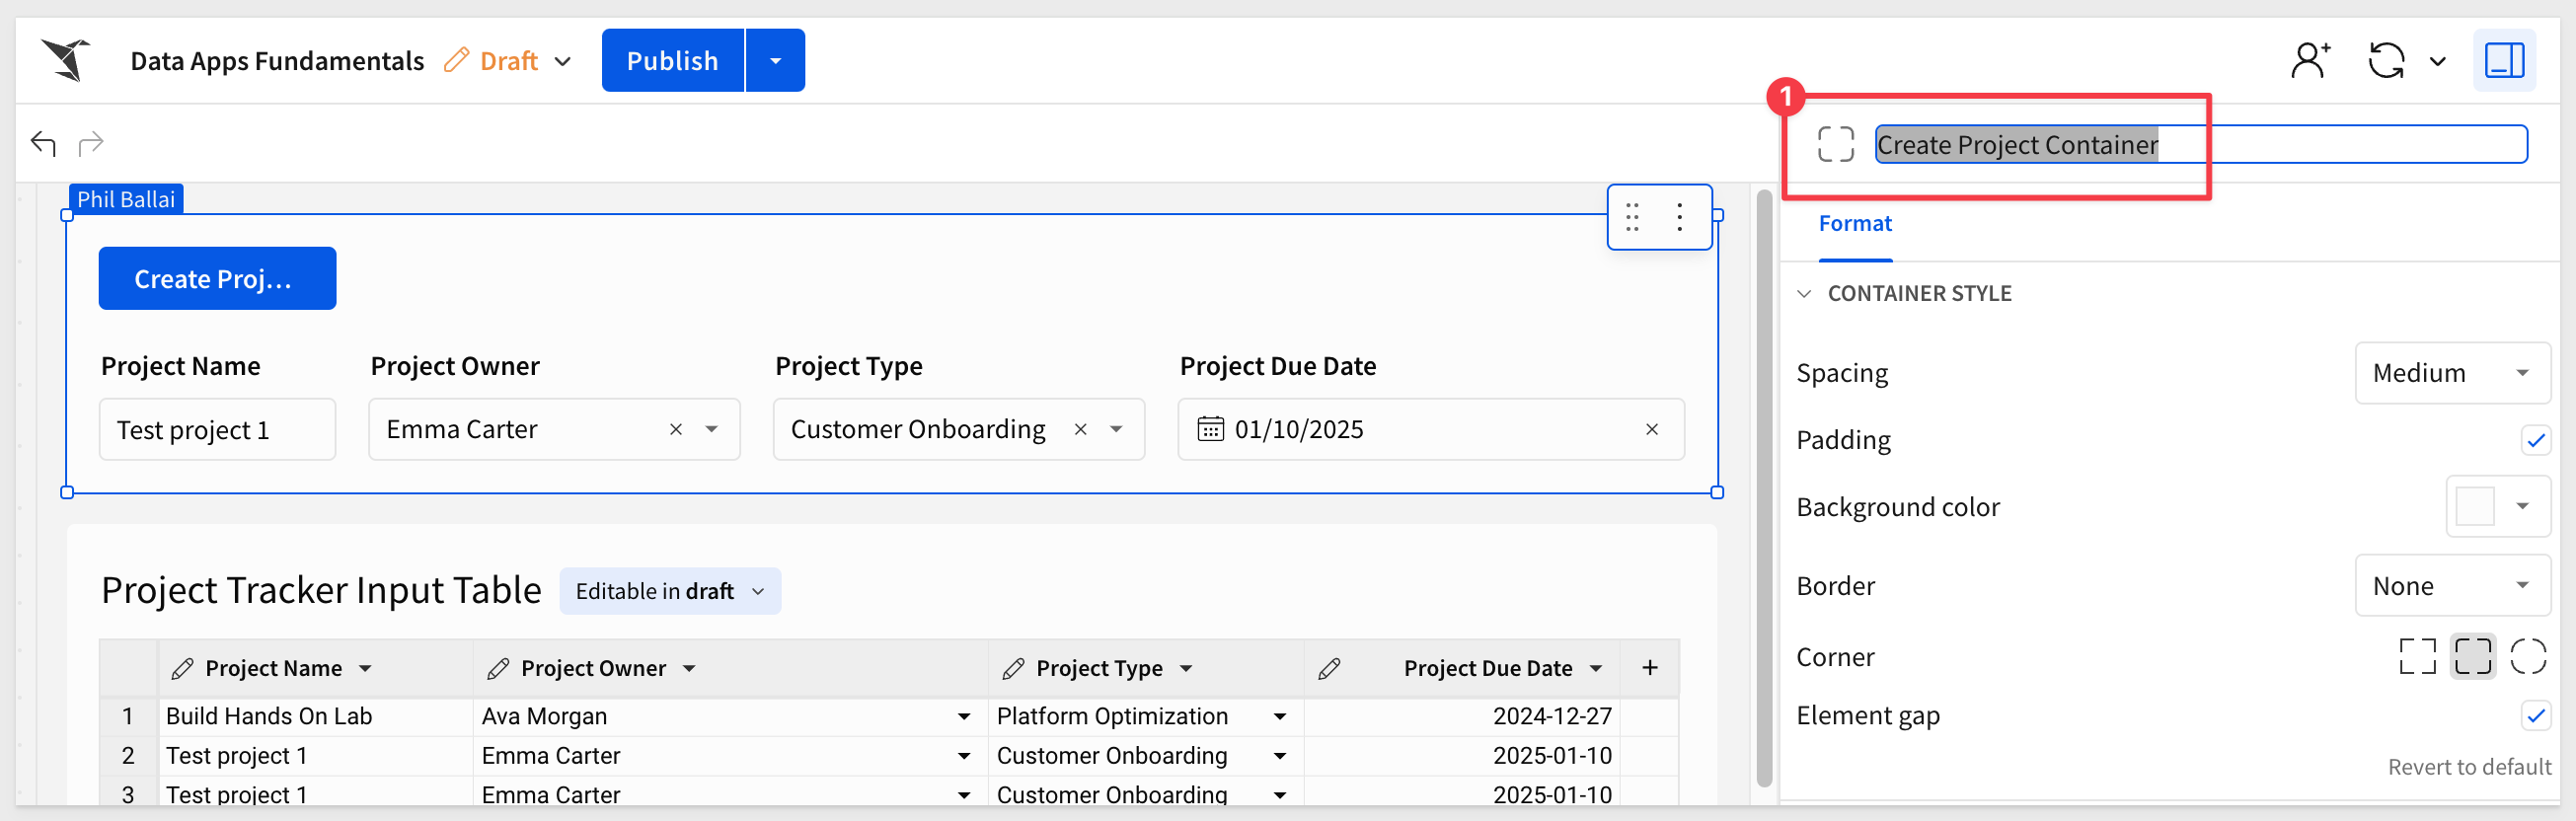 Data Apps Fundamentals Draft Publish
1
Create Project Container
Phil Ballai
Format
Create Proj...
CONTAINER STYLE
Project Name Project Owner Project Type Project Due Date
Spacing Medium
Test project 1 Emma Carter Customer Onboarding 01/10/2025
Padding
Background color
Project Tracker Input Table Editable in draft
Border None
Project Name Project Owner Project Type Project Due Date +
Corner
1 Build Hands On Lab Ava Morgan Platform Optimization 2024-12-27
Element gap
2 Test project 1 Emma Carter Customer Onboarding 2025-01-10
Revert to default
3 Test project 1 Emma Carter Customer Onboarding 2025-01-10